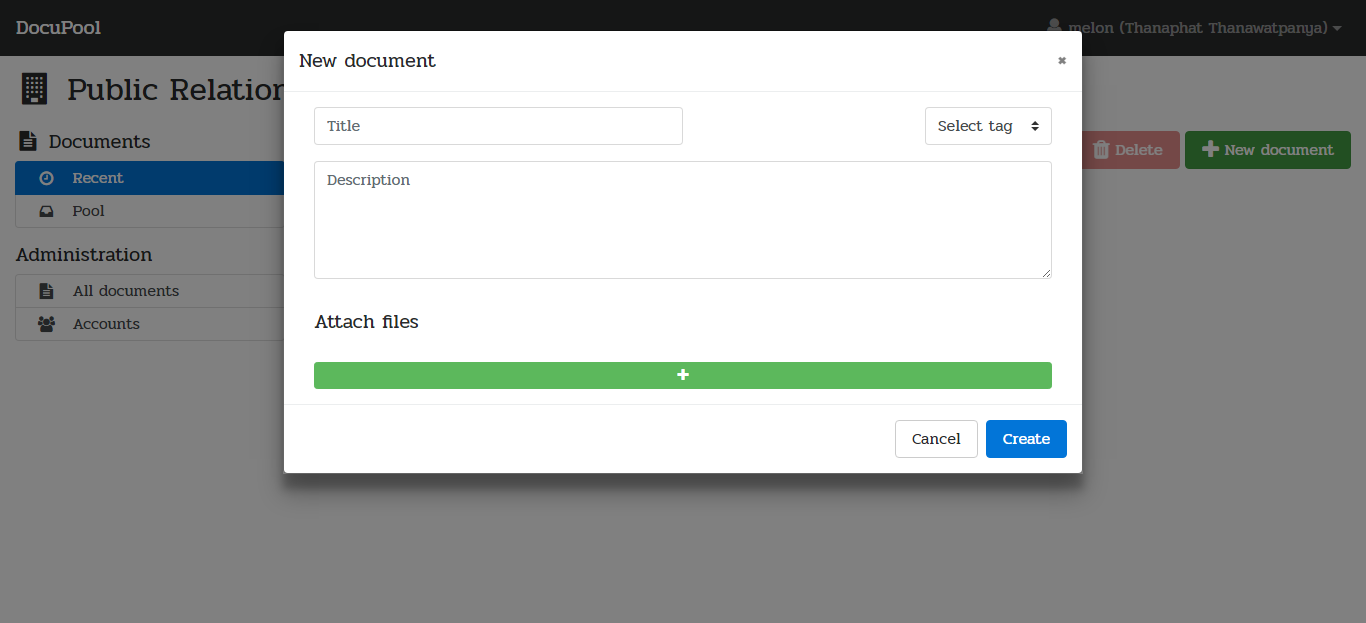 DocuPool
melon (Thanaphat Thanawatpanya)
New document
Public Relation
Title
Select tag
Documents
Delete
New document
Recent
Description
Pool
Administration
All documents
Accounts
Attach files
Cancel
Create